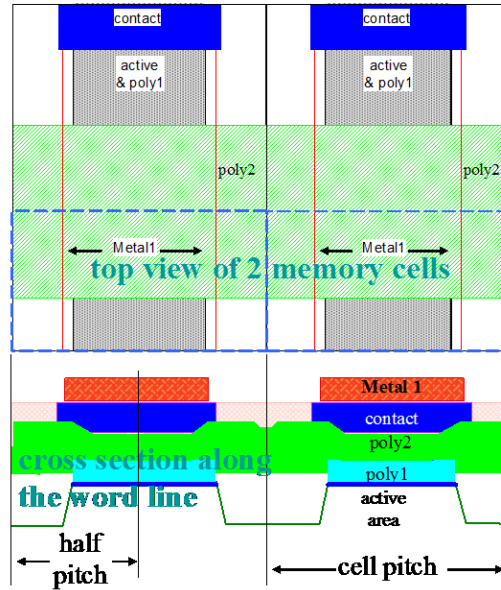 contact
contact
active
& poly1
active
& poly1
poly2
poly2
Metal1
Metal1
top view of 2 memory cells
Metal 1
contact
poly2
cross section along
the word line
poly1
active
area
half
pitch
cell pitch